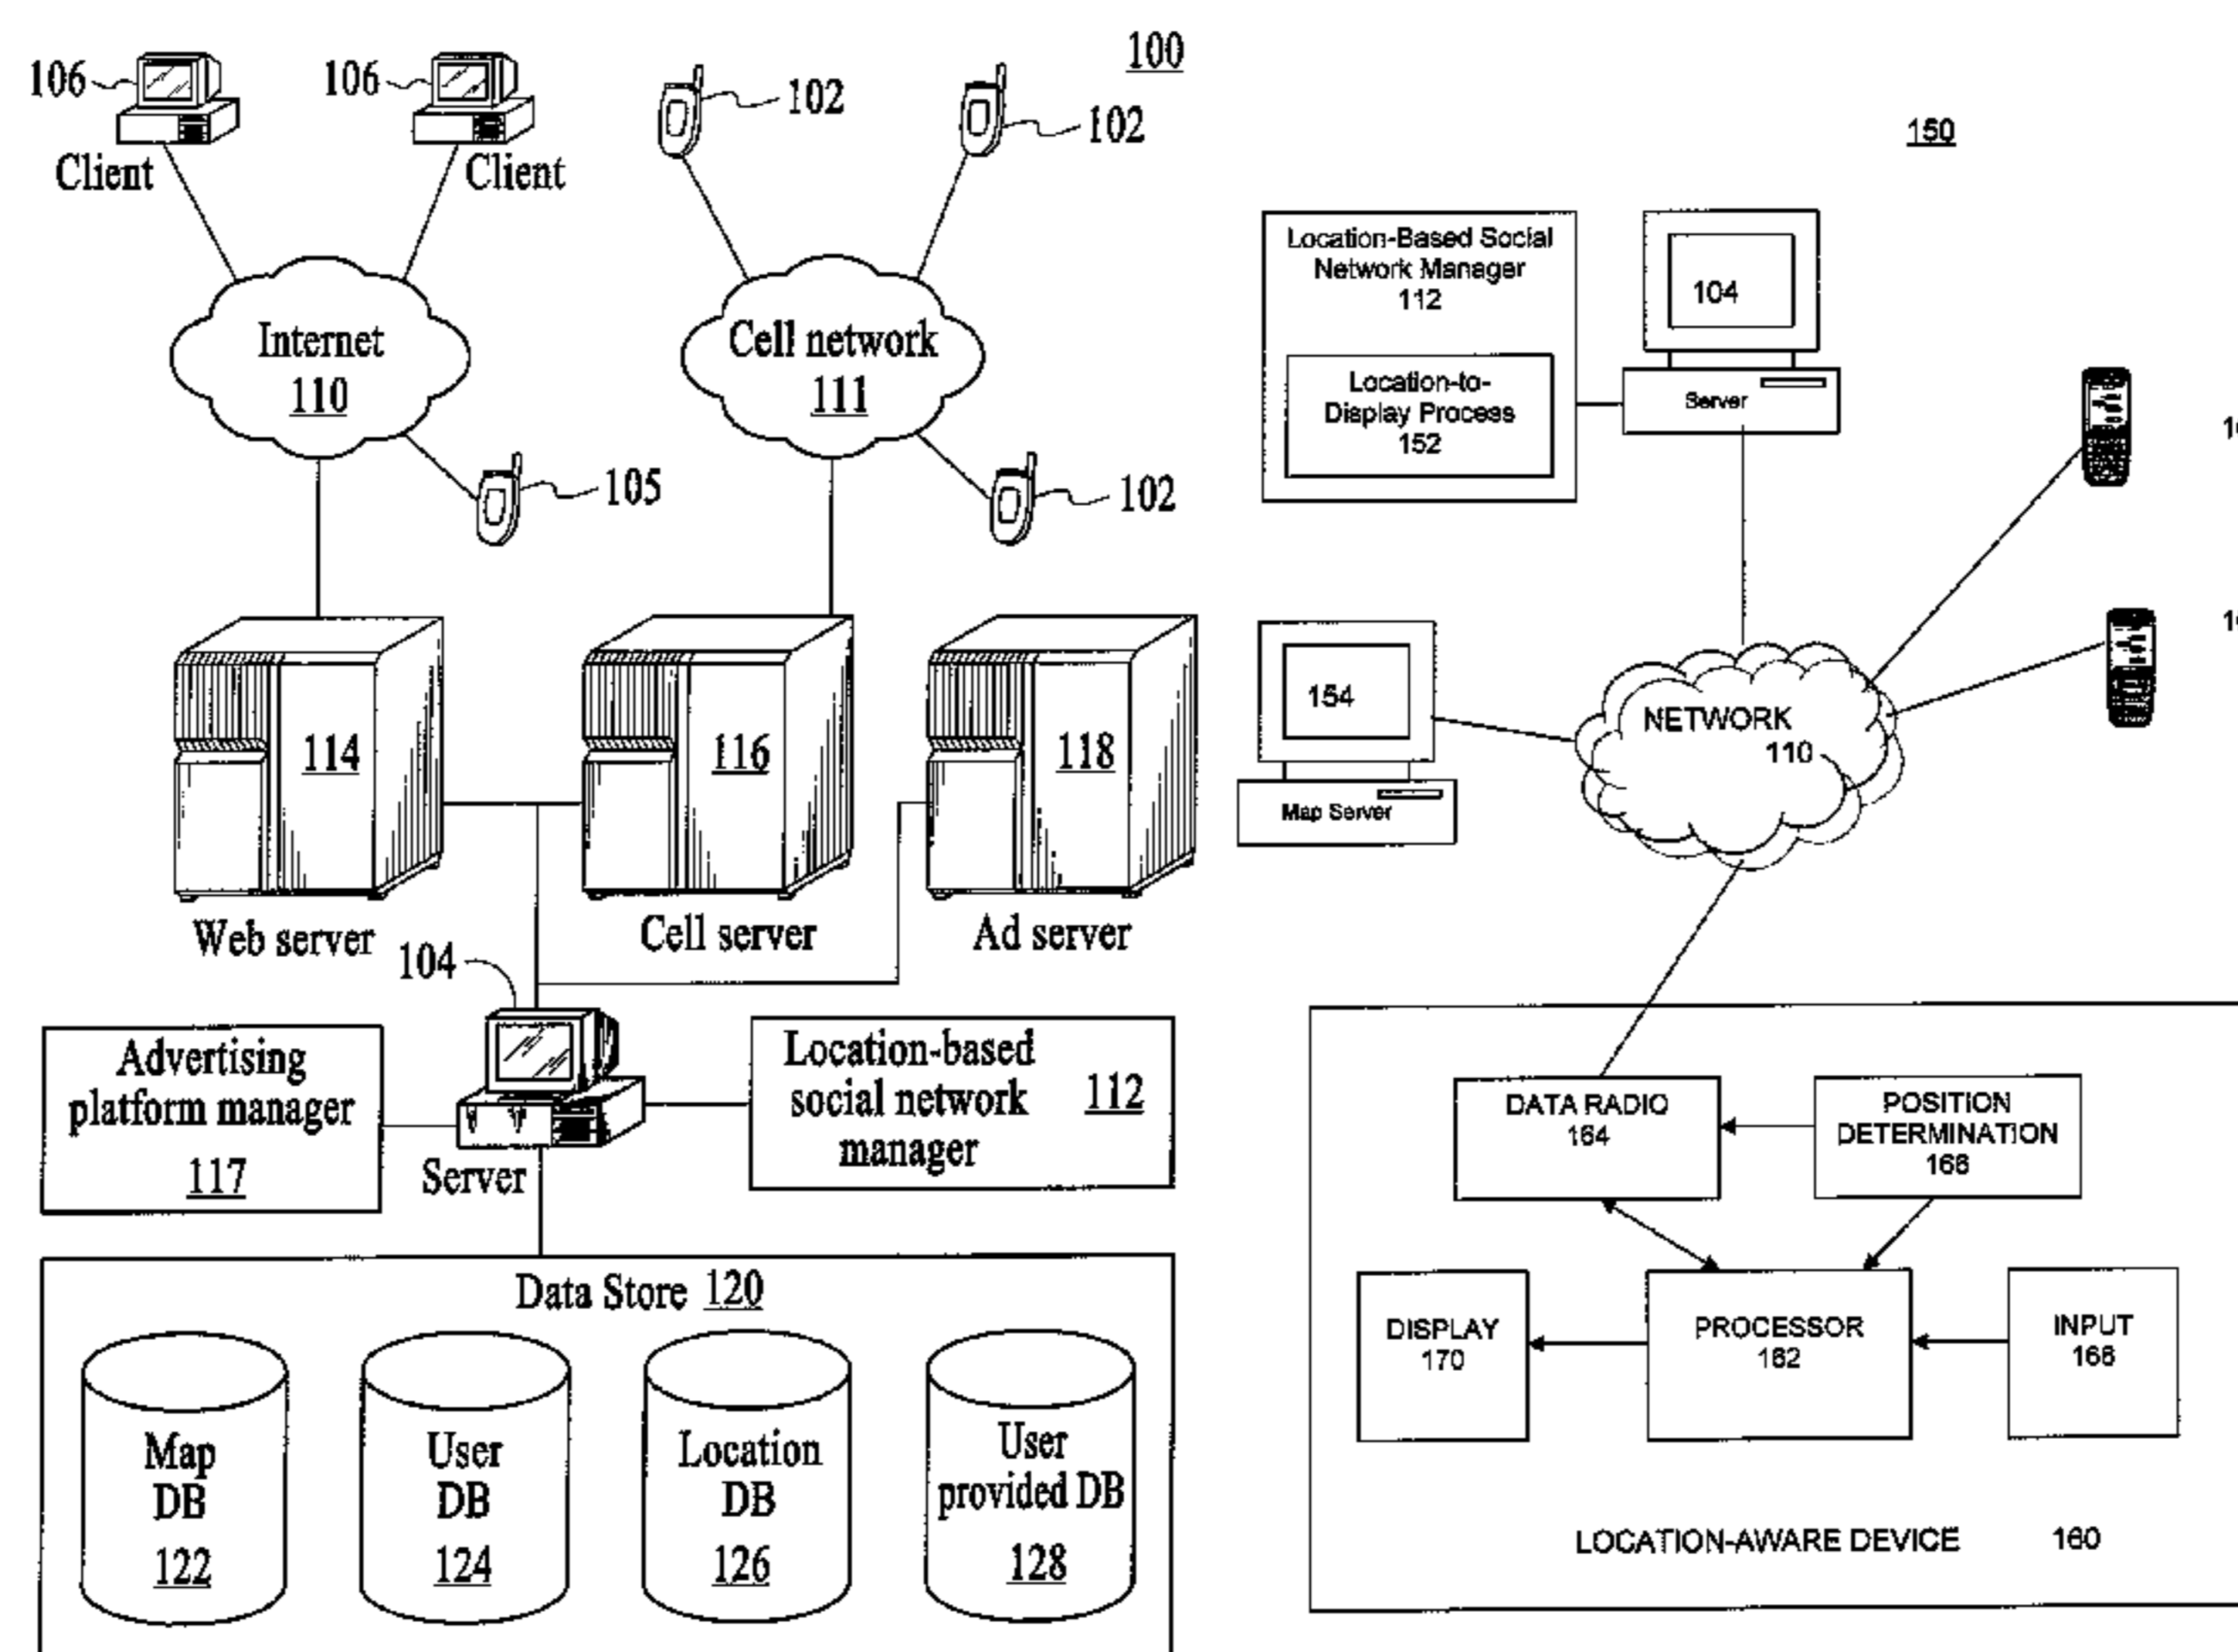 100
106
106
102
102
Client
Client
Internet
110
Cell network
111
105
102
114
116
118
Web server
Cell server
Ad server
104
Advertising
platform manager
117
Server
Location-based
social network
manager
112
Data Store 120
Map
DB
122
User
DB
124
Location
DB
126
User
provided DB
128
150
Location-Based Social
Network Manager
112
Location-to-
Display Process
152
104
Server
154
Map Server
NETWORK
110
DATA RADIO
164
POSITION
DETERMINATION
166
DISPLAY
170
PROCESSOR
162
INPUT
166
LOCATION-AWARE DEVICE 160